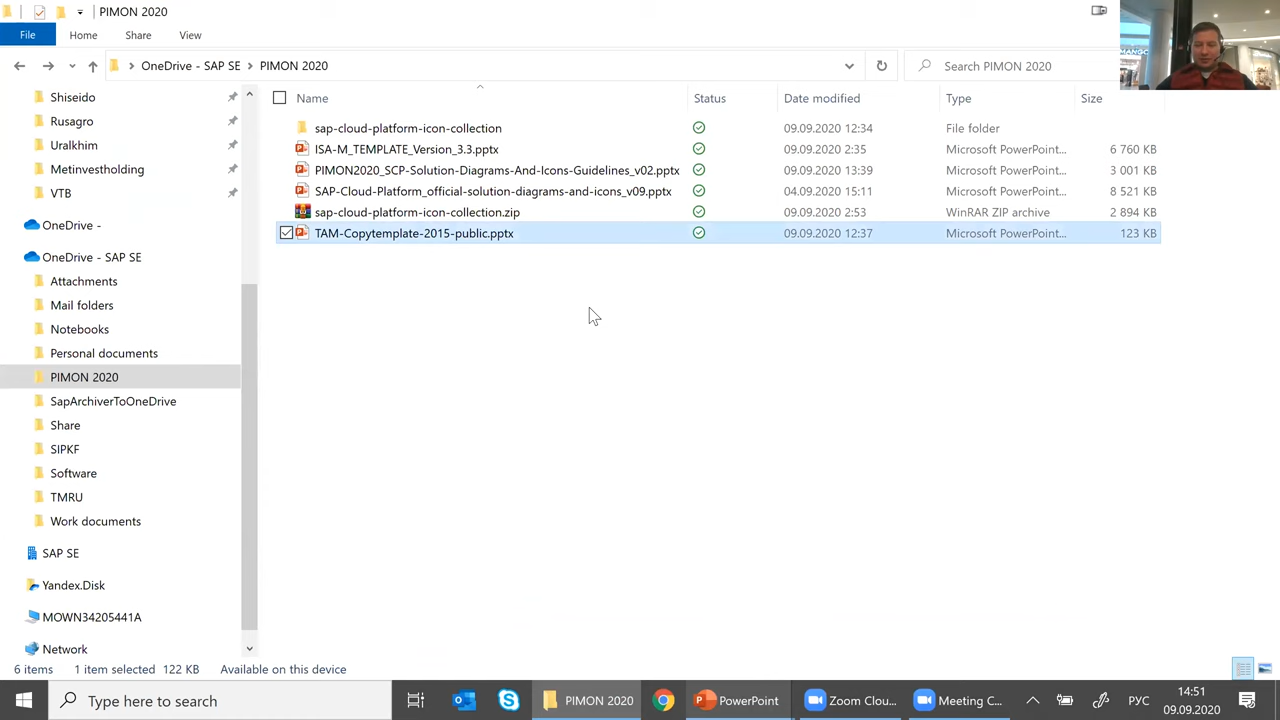 PIMON 2020
File Home Share View
OneDrive - SAP SE PIMON 2020 Search PIMON 2020
MANGO
Name Status Date modified Type Size
Shiseido
Rusagro
Uralkhim
Metinvestholding
VTB
OneDrive -
OneDrive - SAP SE
Attachments
Mail folders
Notebooks
Personal documents
PIMON 2020
SapArchiverToOneDrive
Share
SIPKF
Software
TMRU
Work documents
SAP SE
Yandex.Disk
MOWN34205441A
Network
sap-cloud-platform-icon-collection 09.09.2020 12:34 File folder
ISA-M_TEMPLATE_Version_3.3.pptx 09.09.2020 2:35 Microsoft PowerPoint... 6 760 KB
PIMON2020_SCP-Solution-Diagrams-And-Icons-Guidelines_v02.pptx 09.09.2020 13:39 Microsoft PowerPoint... 3 001 KB
SAP-Cloud-Platform_official-solution-diagrams-and-icons_v09.pptx 04.09.2020 15:11 Microsoft PowerPoint... 8 521 KB
sap-cloud-platform-icon-collection.zip 09.09.2020 2:53 WinRAR ZIP archive 2 894 KB
TAM-Copytemplate-2015-public.pptx 09.09.2020 12:37 Microsoft PowerPoint... 123 KB
6 items 1 item selected 122 KB Available on this device
Type here to search PIMON 2020 PowerPoint Zoom Clou... Meeting C... РУС 14:51
09.09.2020